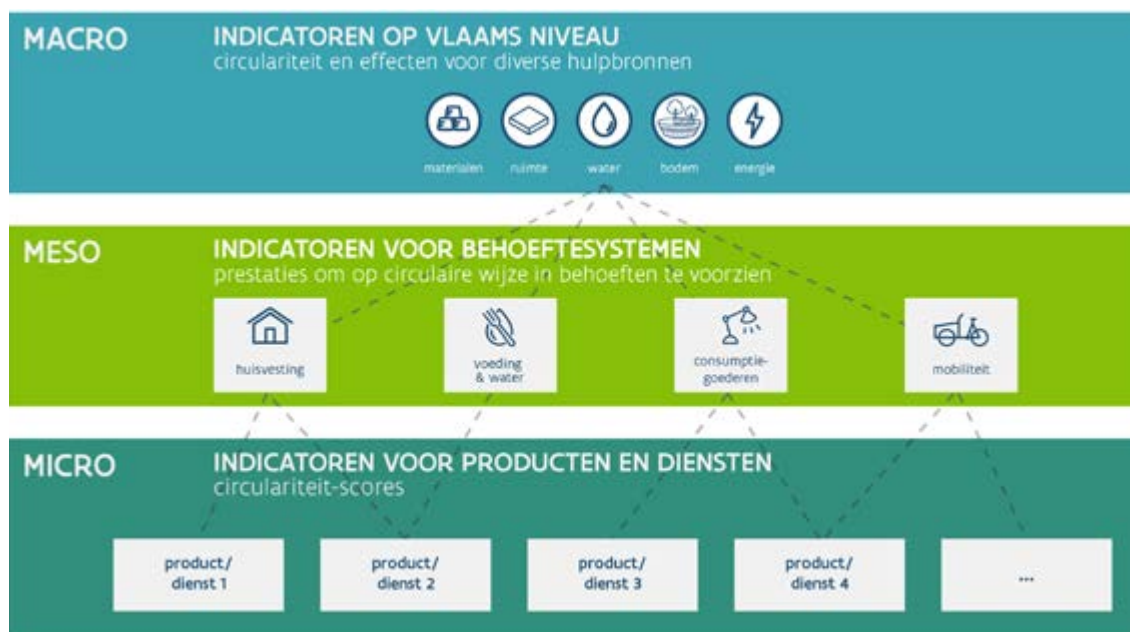 MACRO
INDICATOREN OP VLAAMS NIVEAU
circulariteit en effecten voor diverse hulpbronnen
materialen
ruimte
water
bodem
energie
MESO
INDICATOREN VOOR BEHOEFTESYSTEMEN
prestaties om op circulaire wijze in behoeften te voorzien
huisvesting
voeding
& water
consumptie-
goederen
mobiliteit
MICRO
INDICATOREN VOOR PRODUCTEN EN DIENSTEN
circulariteit-scores
product/
dienst 1
product/
dienst 2
product/
dienst 3
product/
dienst 4
...